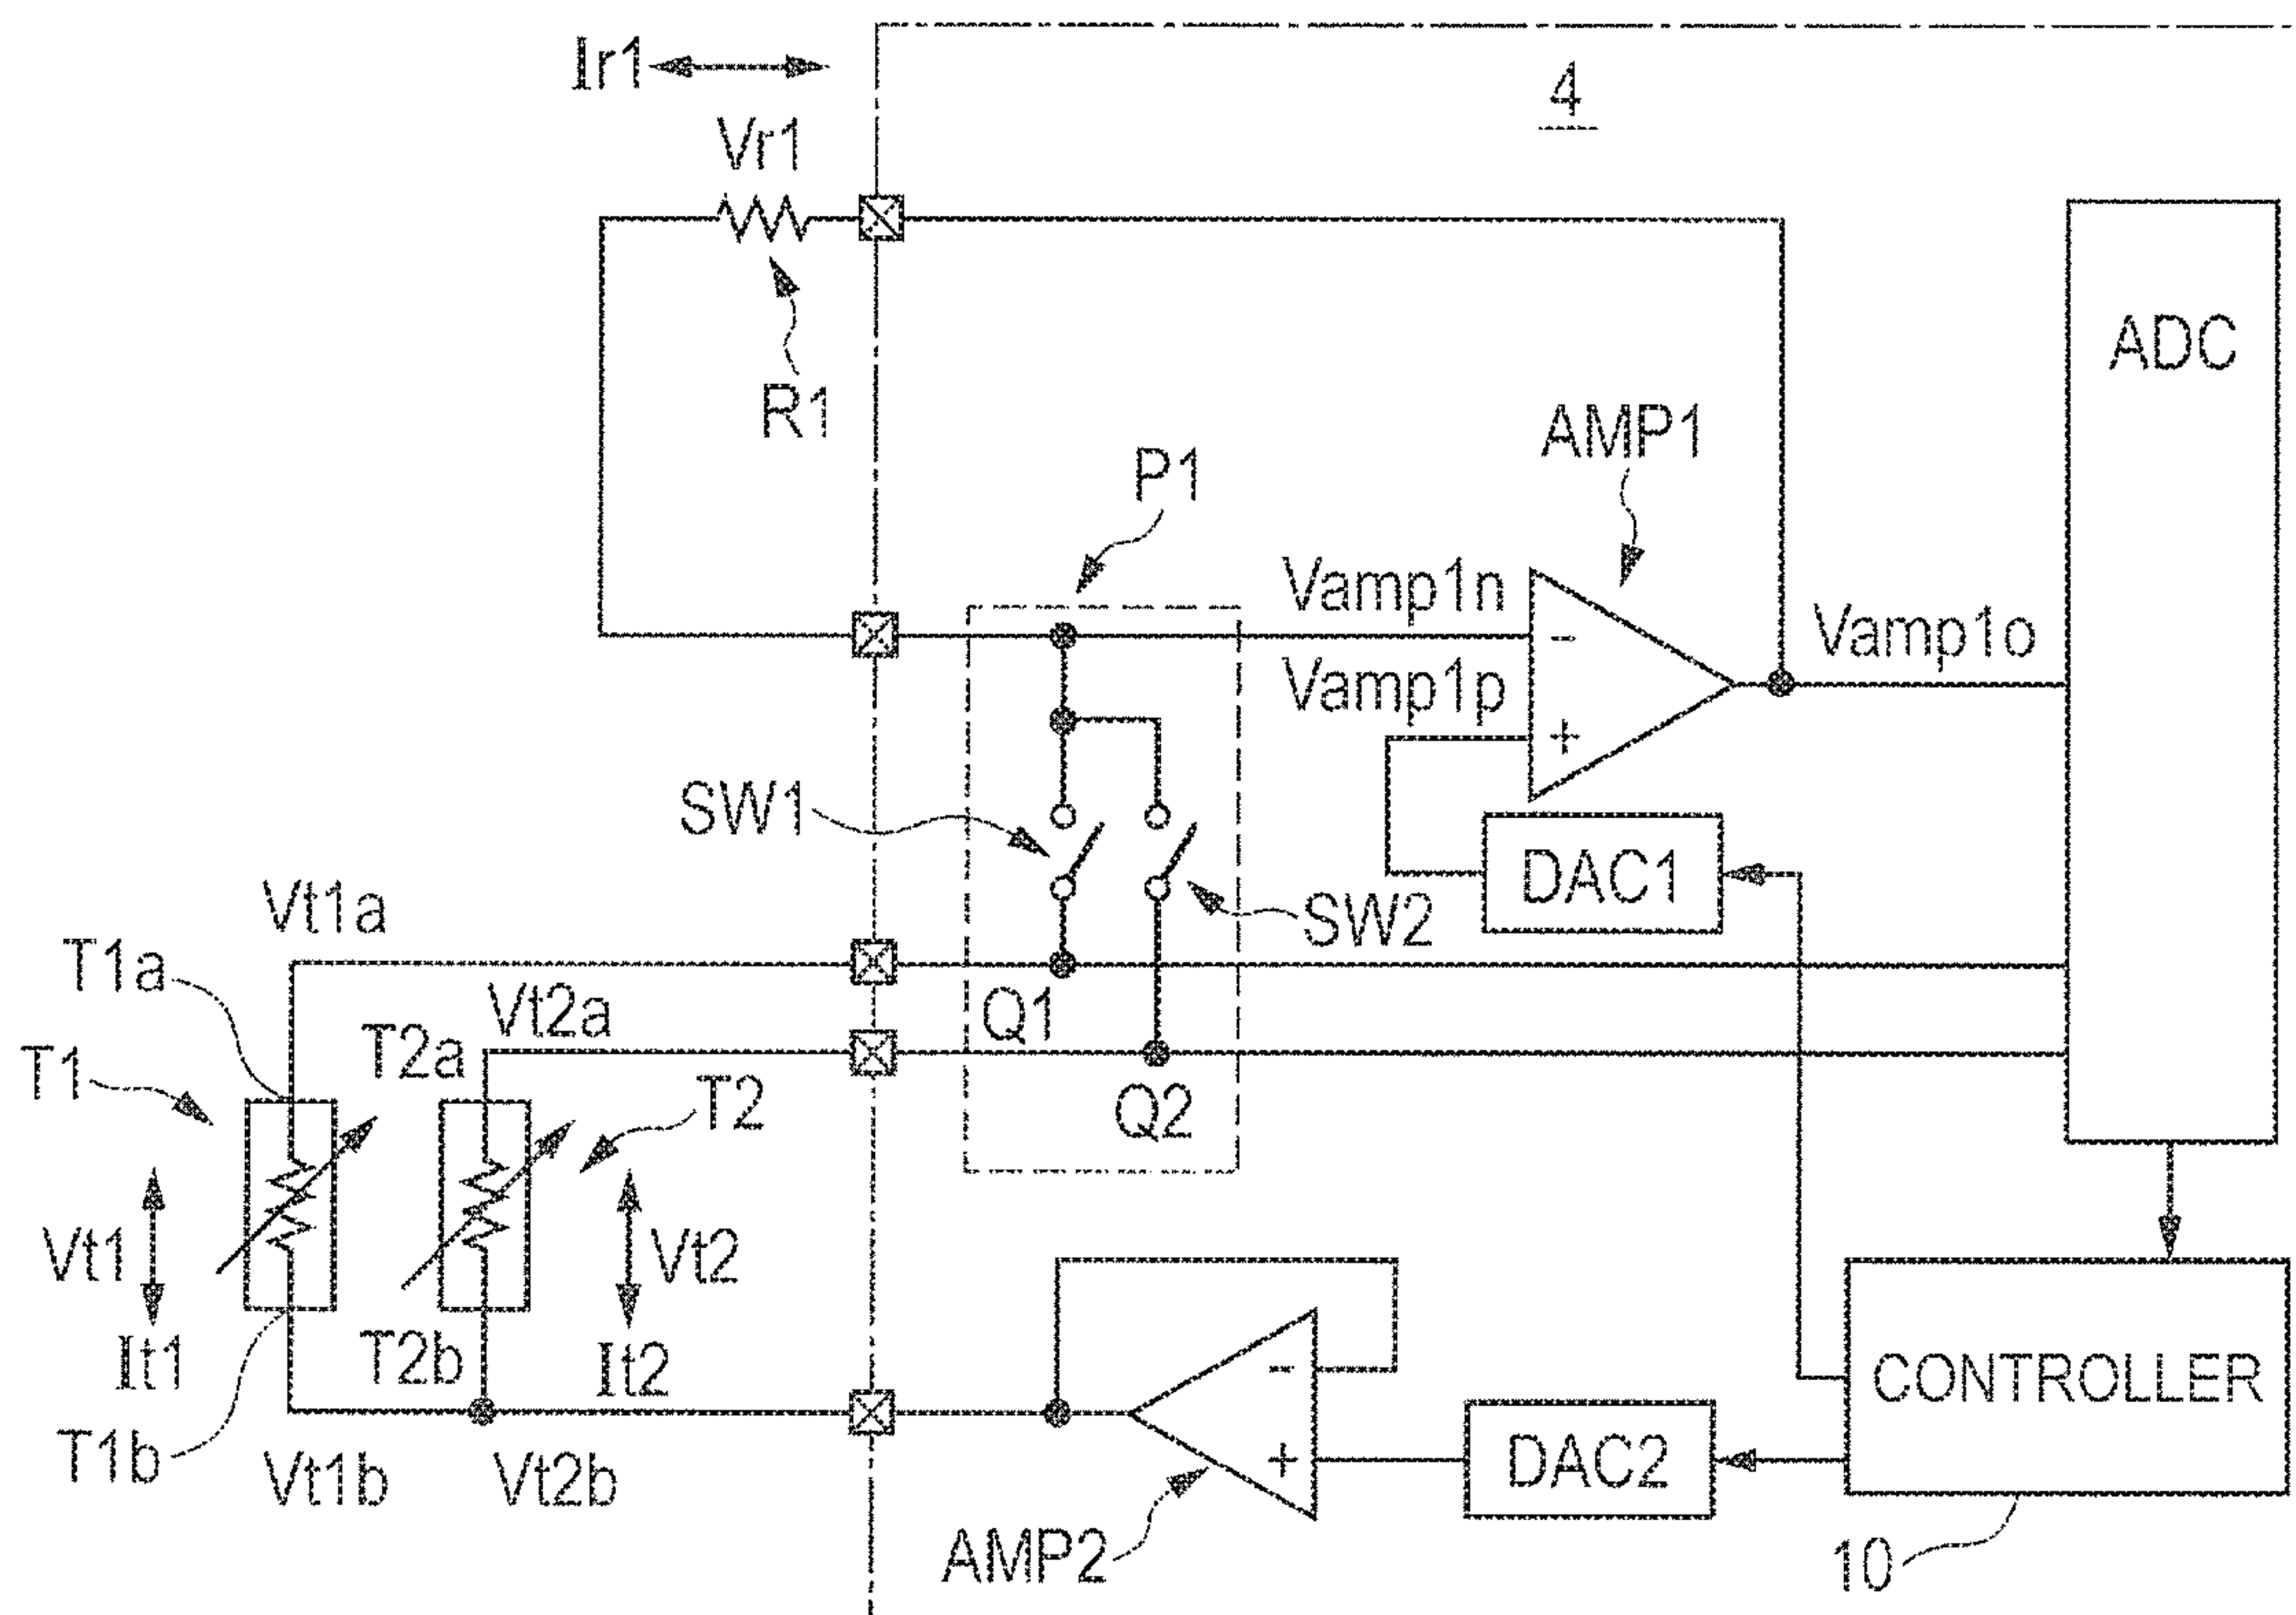 Ir1
4
Vr1
ADC
R1
AMP1
P1
Vamp1n
Vamp1o
Vamp1p
-
+
SW1
DAC1
Vt1a
SW2
T1a
Vt2a
Q1
T2a
T1
T2
Q2
Vt1
Vt2
-
T2b
It1
It2
CONTROLLER
T1b
+
DAC2
Vt1b
Vt2b
AMP2
10